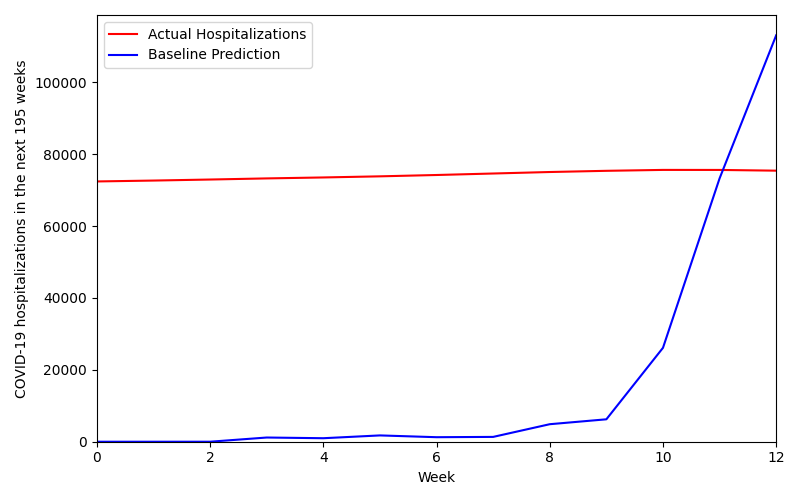 Actual Hospitalizations
Baseline Prediction
COVID-19 hospitalizations in the next 195 weeks
100000
80000
60000
40000
20000
0
0 2 4 6 8 10 12
Week